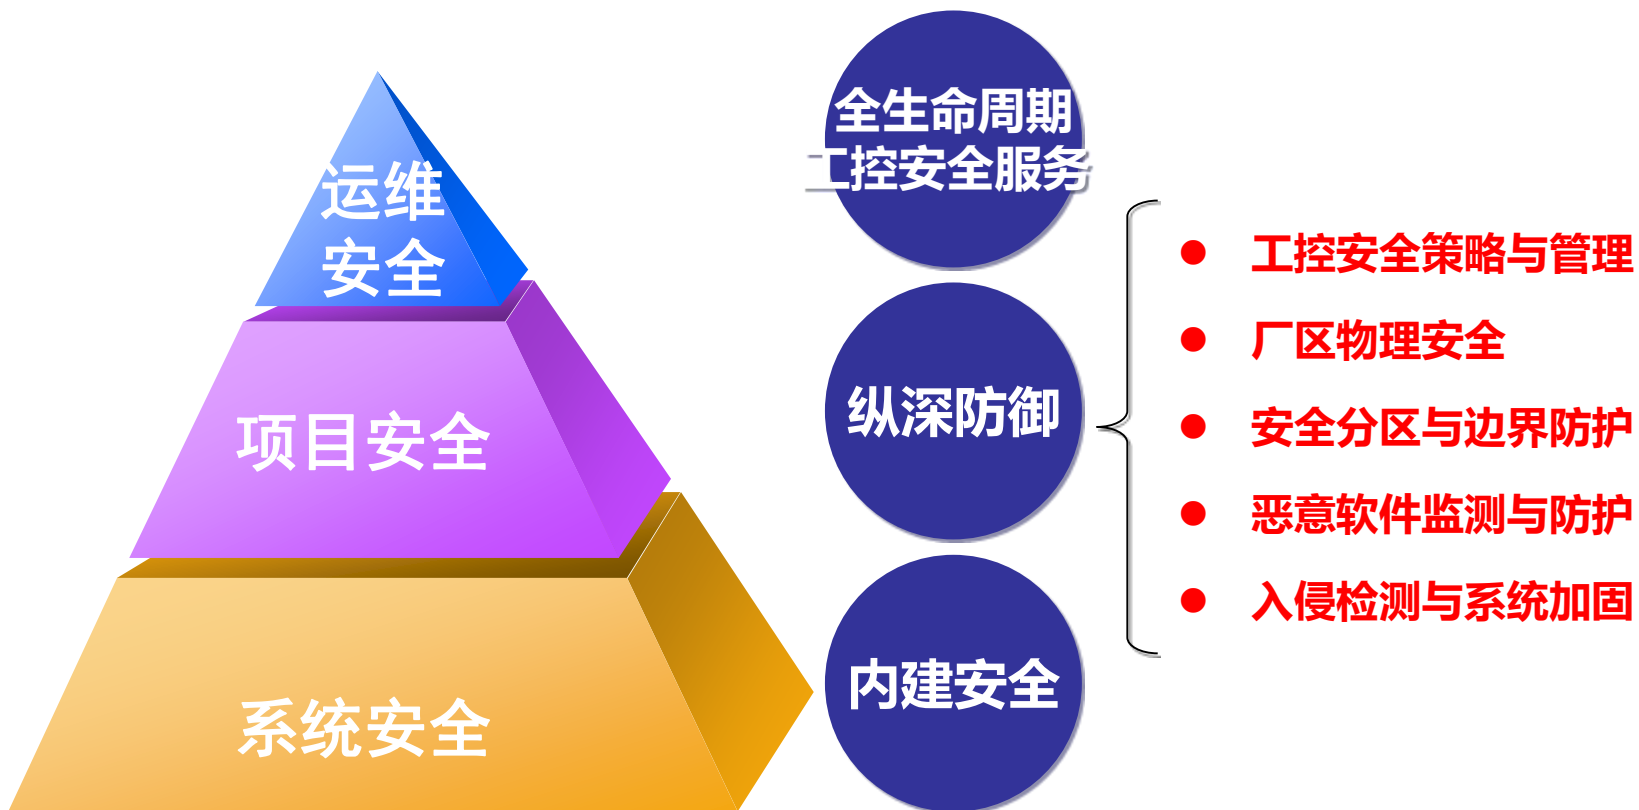 运维
安全
项目安全
系统安全
全生命周期
工控安全服务
纵深防御
内建安全
● 工控安全策略与管理
● 厂区物理安全
● 安全分区与边界防护
● 恶意软件监测与防护
● 入侵检测与系统加固